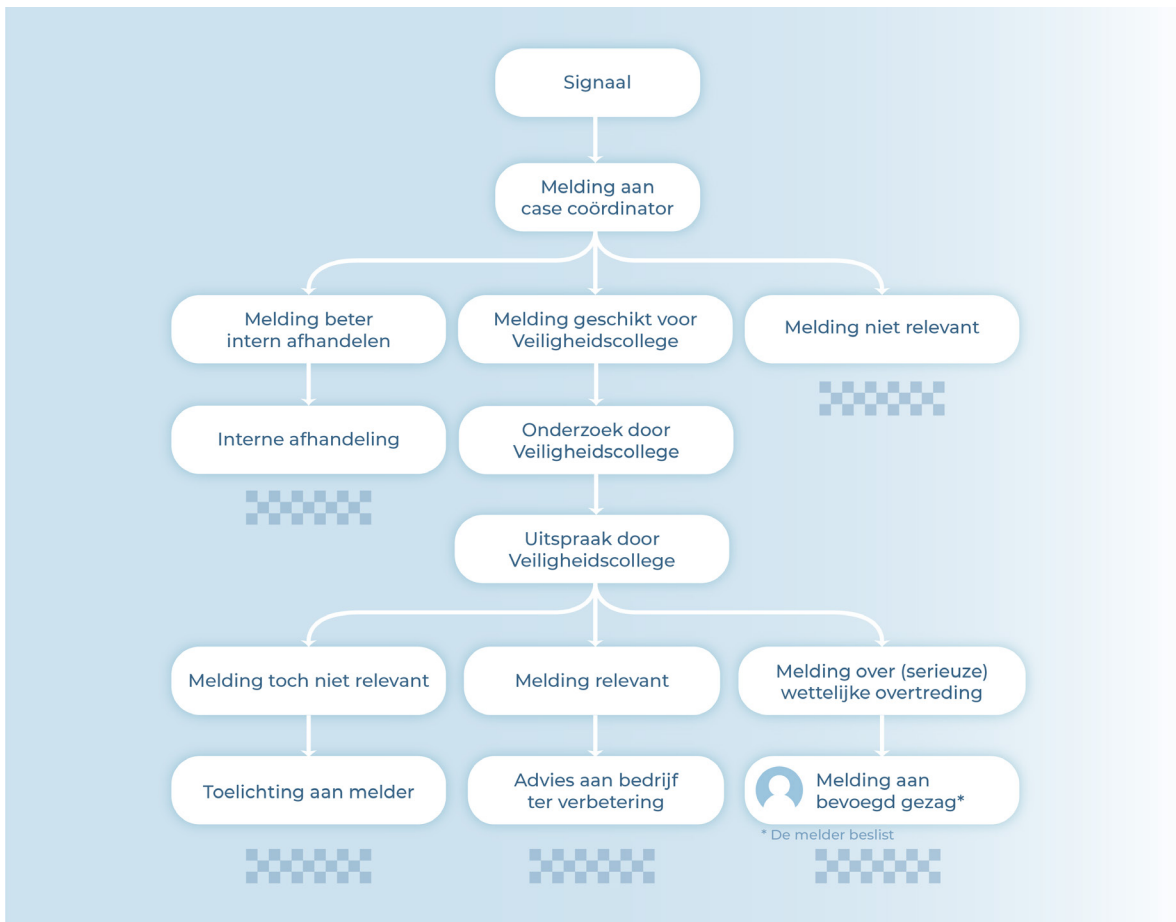 Signaal
Melding aan
case coördinator
Melding beter
intern afhandelen
Melding geschikt voor
Veiligheidscollege
Melding niet relevant
Interne afhandeling
Onderzoek door
Veiligheidscollege
Uitspraak door
Veiligheidscollege
Melding toch niet relevant
Melding relevant
Melding over (serieuze)
wettelijke overtreding
Toelichting aan melder
Advies aan bedrijf
ter verbetering
Melding aan
bevoegd gezag*
* De melder beslist